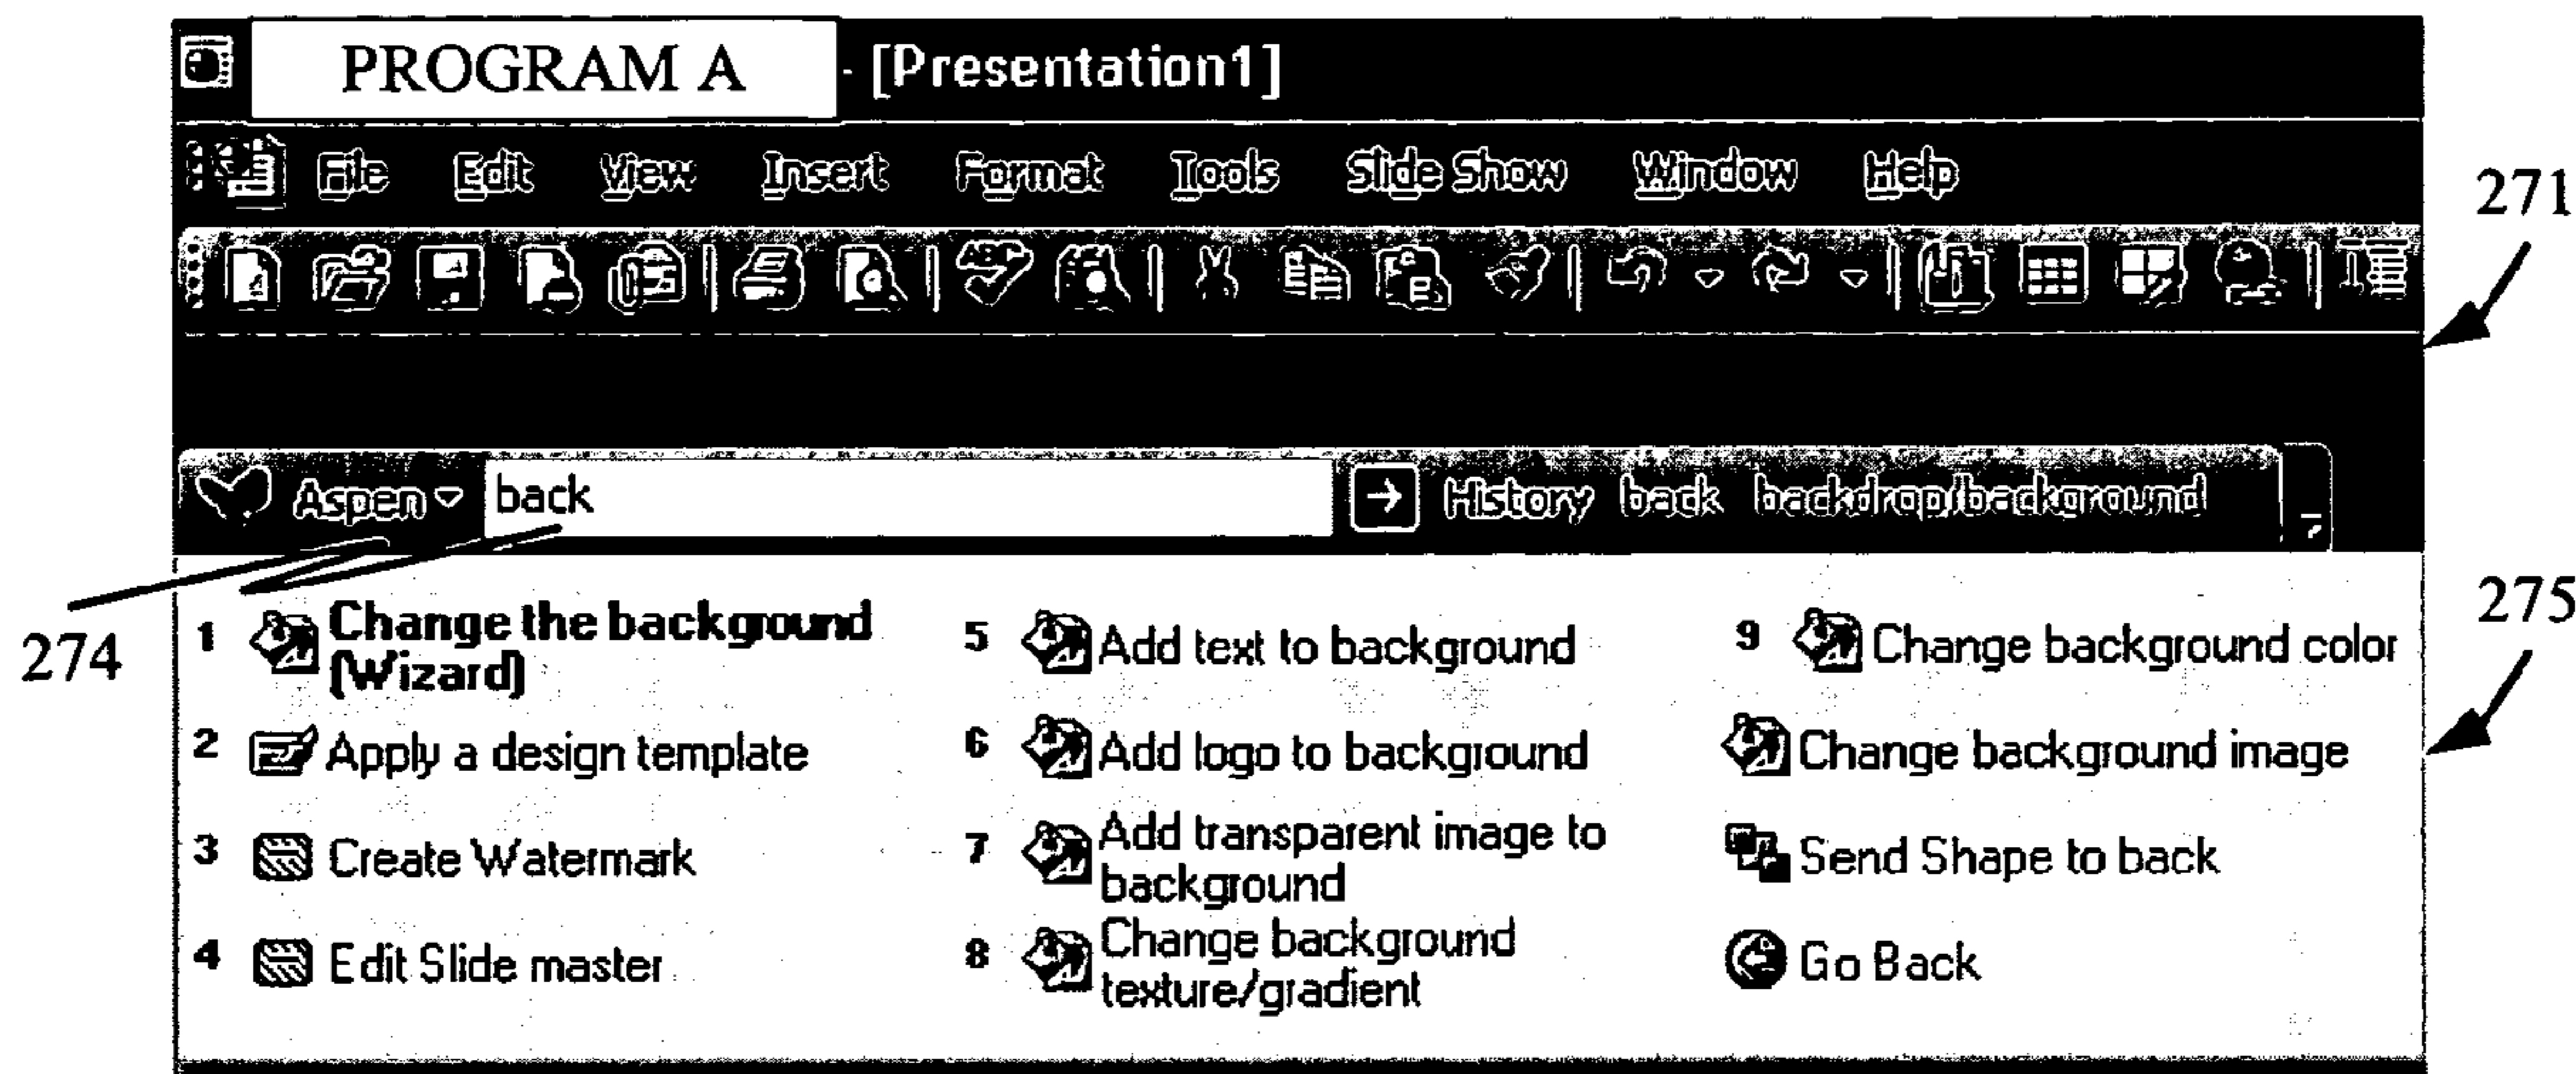 PROGRAM A - [Presentation1]
File Edit View Insert Format Tools Slide Show Window Help
271
ABC
Aspen back History back backdrop/background
274
275
1 Change the background
(Wizard)
2 Apply a design template
3 Create Watermark
4 Edit Slide master
5 Add text to background
6 Add logo to background
7 Add transparent image to
background
8 Change background
texture/gradient
9 Change background color
Change background image
Send Shape to back
Go Back